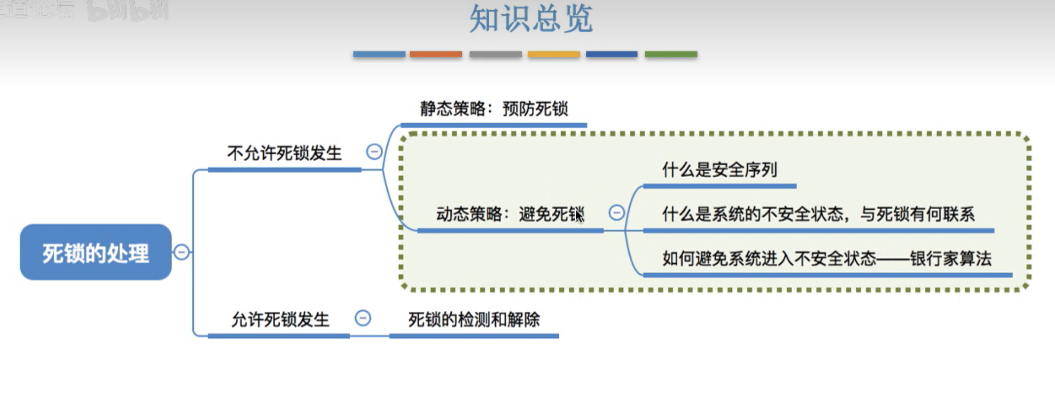 知识总览
静态策略：预防死锁
不允许死锁发生
什么是安全序列
动态策略：避免死锁
什么是系统的不安全状态，与死锁有何联系
死锁的处理
如何避免系统进入不安全状态——银行家算法
允许死锁发生
死锁的检测和解除